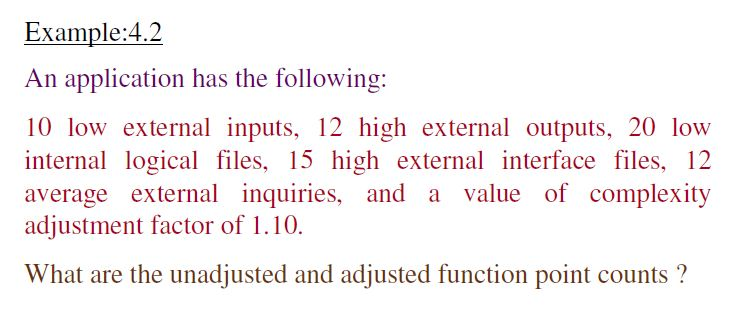 Example:4.2
An application has the following:
10 low external inputs, 12 high external outputs, 20 low
internal logical files, 15 high external interface files, 12
average external inquiries, and a value of complexity
adjustment factor of 1.10.
What are the unadjusted and adjusted function point counts ?